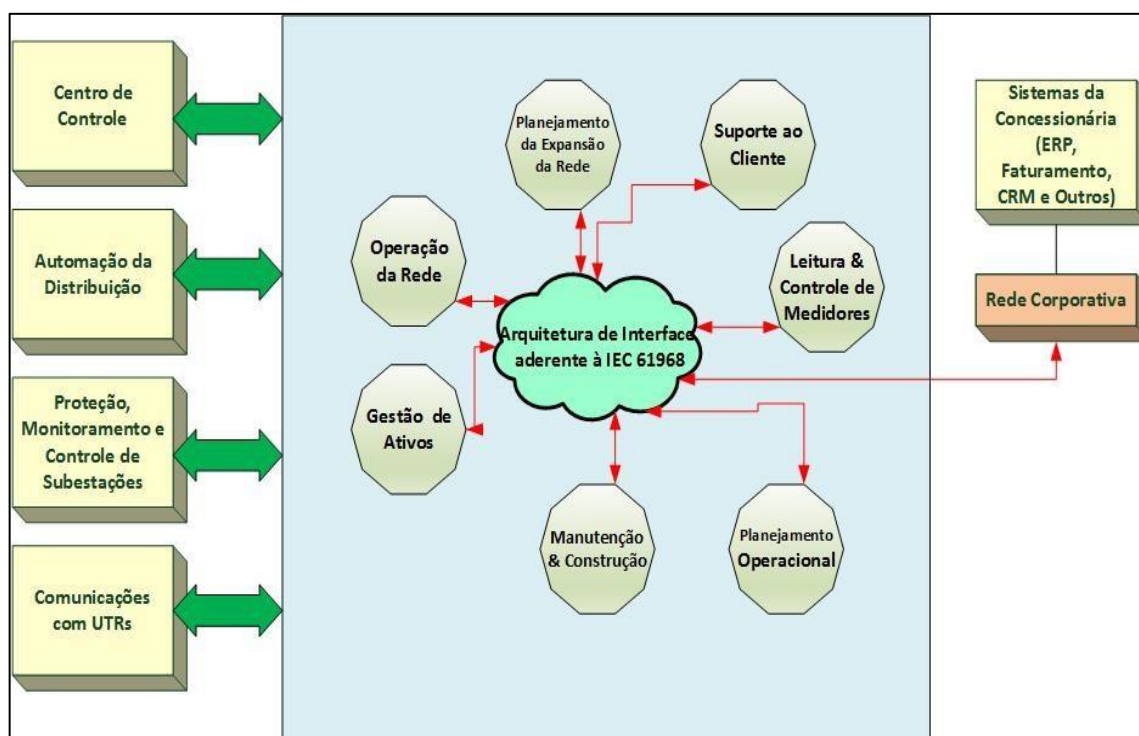 Centro de
Controle
Automação da
Distribuição
Proteção,
Monitoramento e
Controle de
Subestações
Comunicações
com UTRs
Planejamento
da Expansão
da Rede
Suporte ao
Cliente
Operação
da Rede
Leitura &
Controle de
Medidores
Arquitetura de Interface
aderente à IEC 61968
Gestão de
Ativos
Manutenção
& Construção
Planejamento
Operacional
Sistemas da
Concessionária
(ERP,
Faturamento,
CRM e Outros)
Rede Corporativa